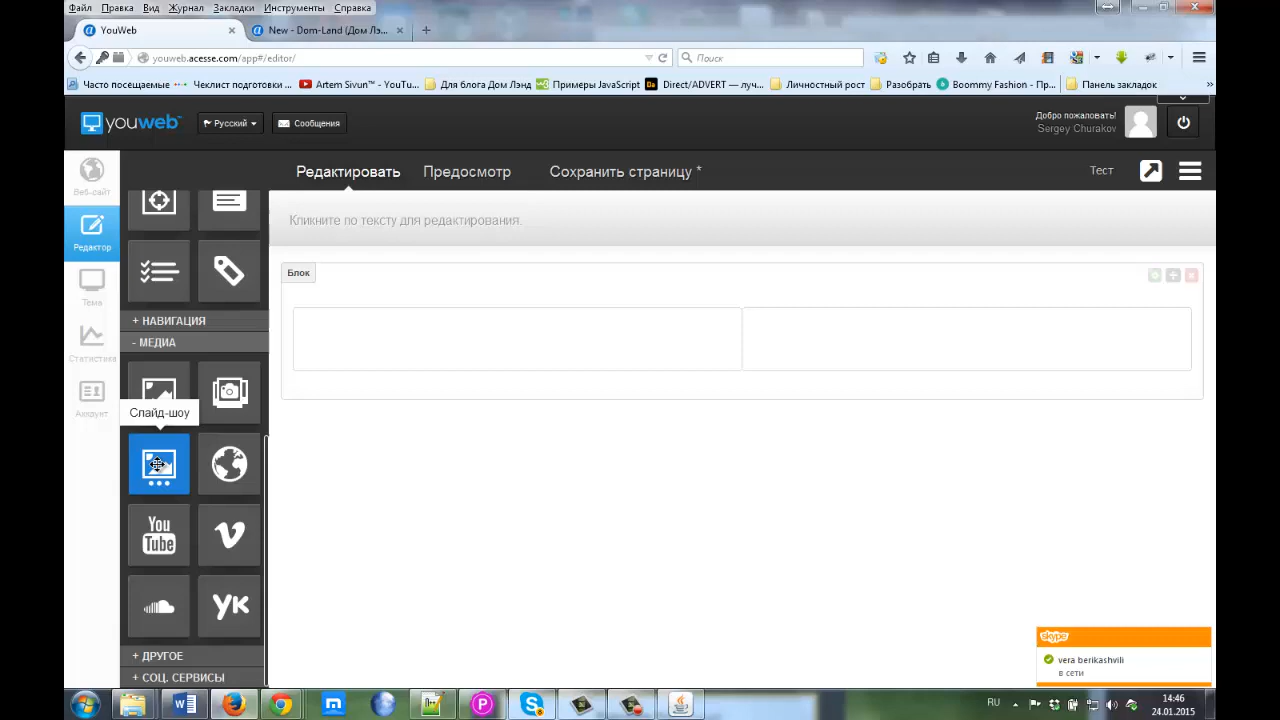 Файл Правка Вид Журнал Закладки Инструменты Справка
YouWeb
New - Dom-Land (Дом Лэ...
youweb.acesse.com/app#/editor/
Поиск
Часто посещаемые
Чеклист подготовки ...
Artem Sivun™ - YouTu...
Для блога Дом Лэнд
Примеры JavaScript
Direct/ADVERT — луч...
Личностный рост
Разобрать
Boommy Fashion - Пр...
Панель закладок
youweb
Русский
Сообщения
Добро пожаловать!
Sergey Churakov
Веб-сайт
Редактор
Тема
Статистика
Аккаунт
Редактировать
Предосмотр
Сохранить страницу *
Тест
Кликните по тексту для редактирования.
Блок
+ НАВИГАЦИЯ
- МЕДИА
Слайд-шоу
You
Tube
+ ДРУГОЕ
+ СОЦ. СЕРВИСЫ
skype
vera berikashvili
в сети
RU
14:46
24.01.2015